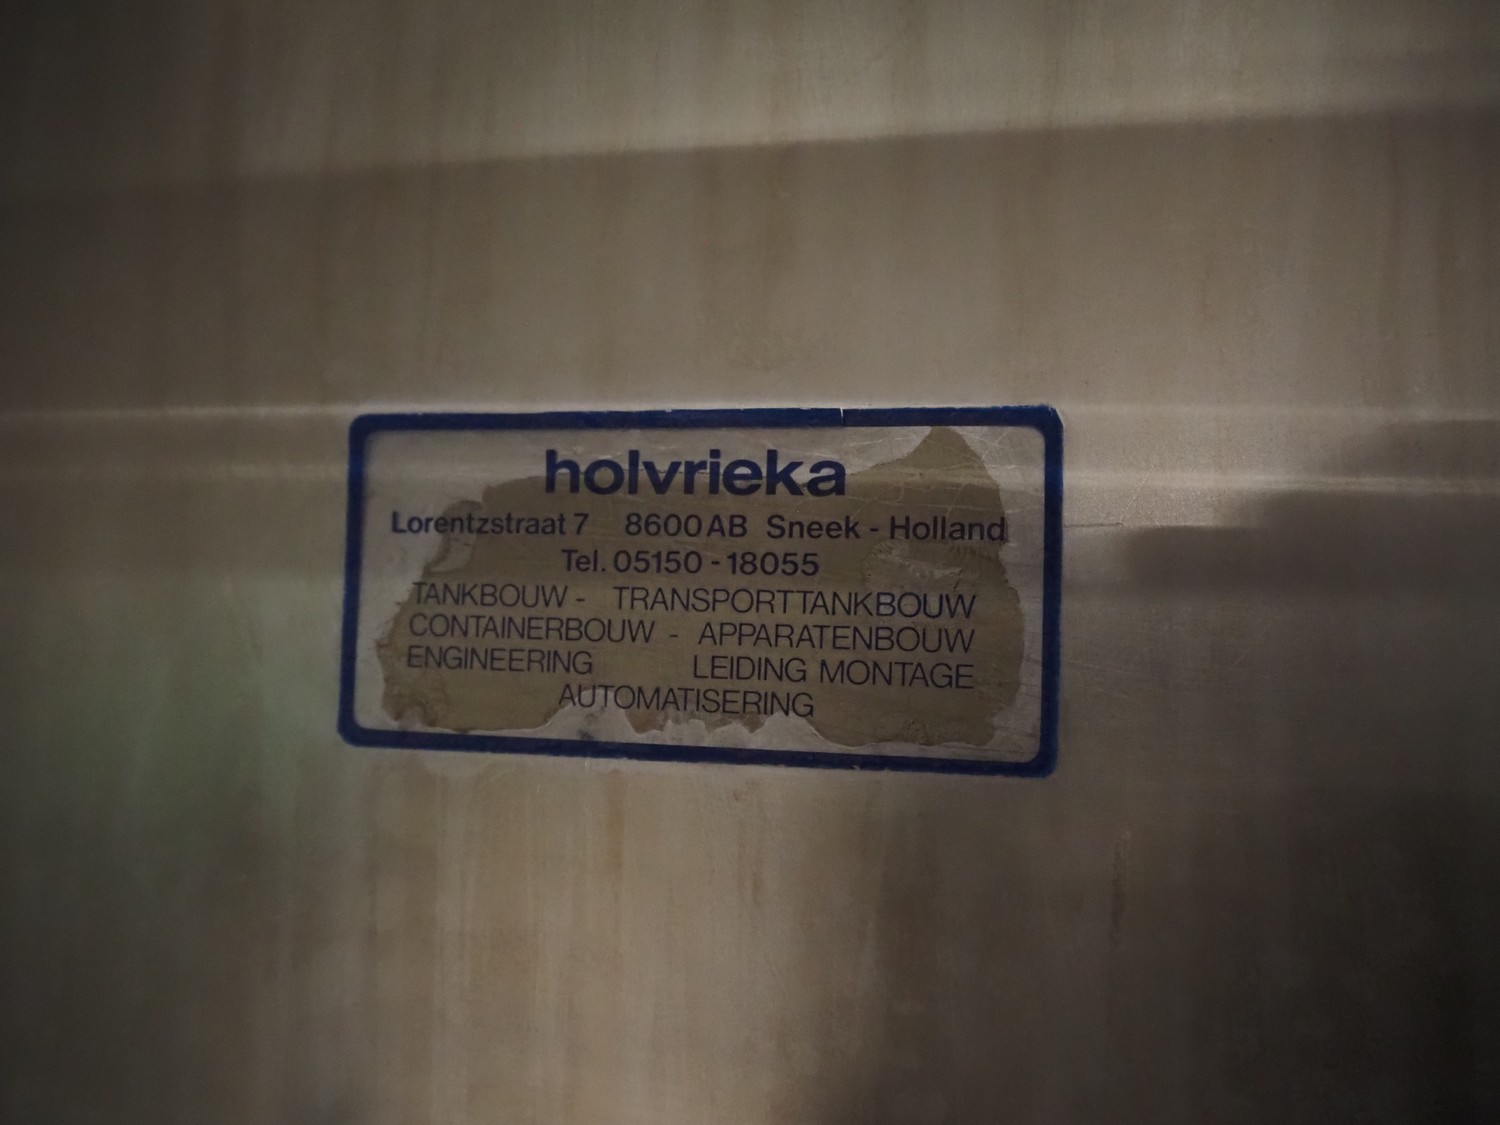 holvrieka
Lorentzstraat 7 8600 AB Sneek - Holland
Tel. 05150 - 18055
TANKBOUW - TRANSPORTTANKBOUW
CONTAINERBOUW - APPARATENBOUW
ENGINEERING LEIDING MONTAGE
AUTOMATISERING